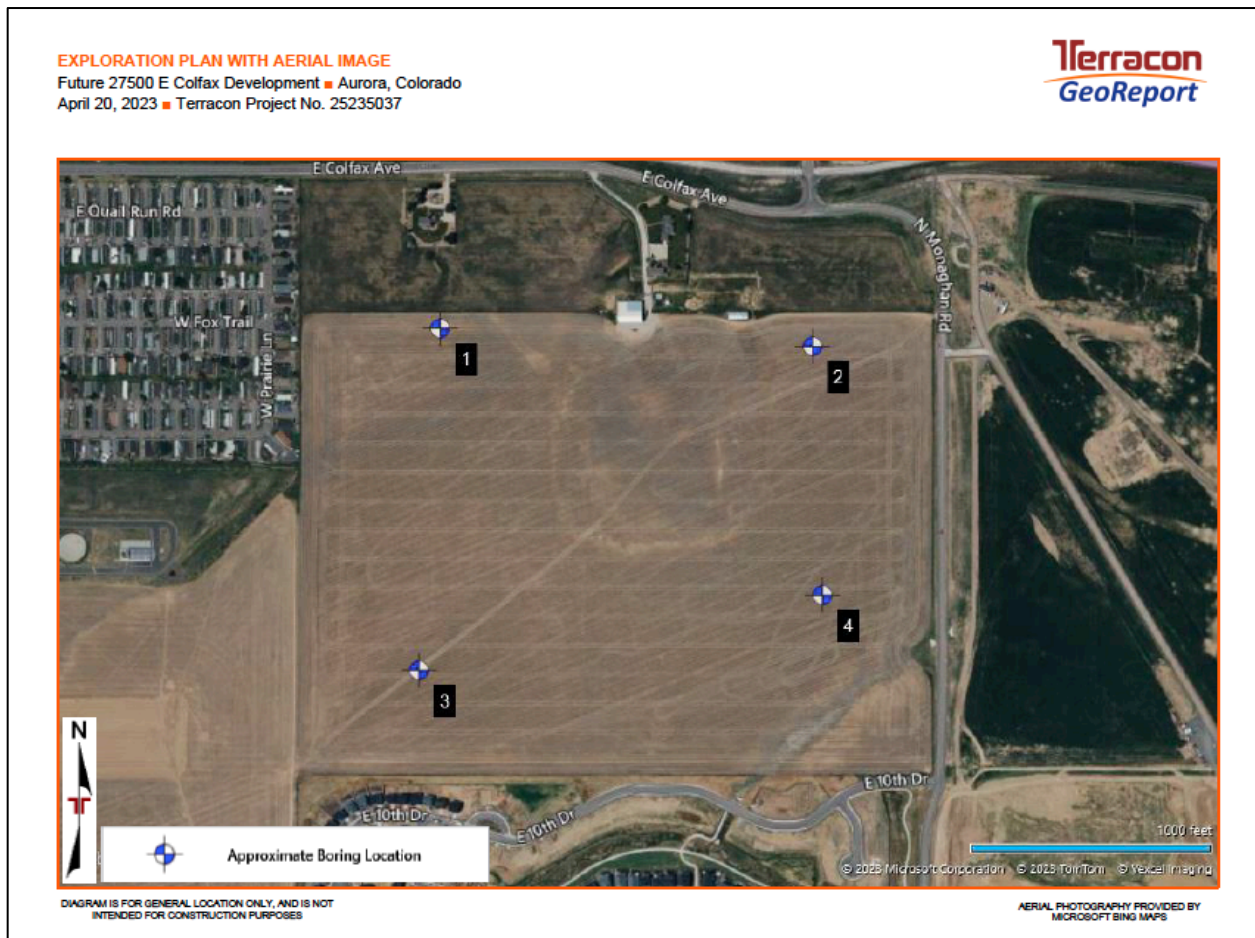 EXPLORATION PLAN WITH AERIAL IMAGE
Future 27500 E Colfax Development ■ Aurora, Colorado
April 20, 2023 ■ Terracon Project No. 25235037
Terracon
GeoReport
E Colfax Ave
E Colfax Ave
E Quail Run Rd
N Monaghan Rd
W Fox Trail
W Prairie Ln
1
2
3
4
N
E 10th Dr
E 10th Dr
E 10th Dr
Approximate Boring Location
1000 feet
© 2023 Microsoft Corporation © 2023 TomTom © Vexcel Imaging
DIAGRAM IS FOR GENERAL LOCATION ONLY, AND IS NOT
INTENDED FOR CONSTRUCTION PURPOSES
AERIAL PHOTOGRAPHY PROVIDED BY
MICROSOFT BING MAPS